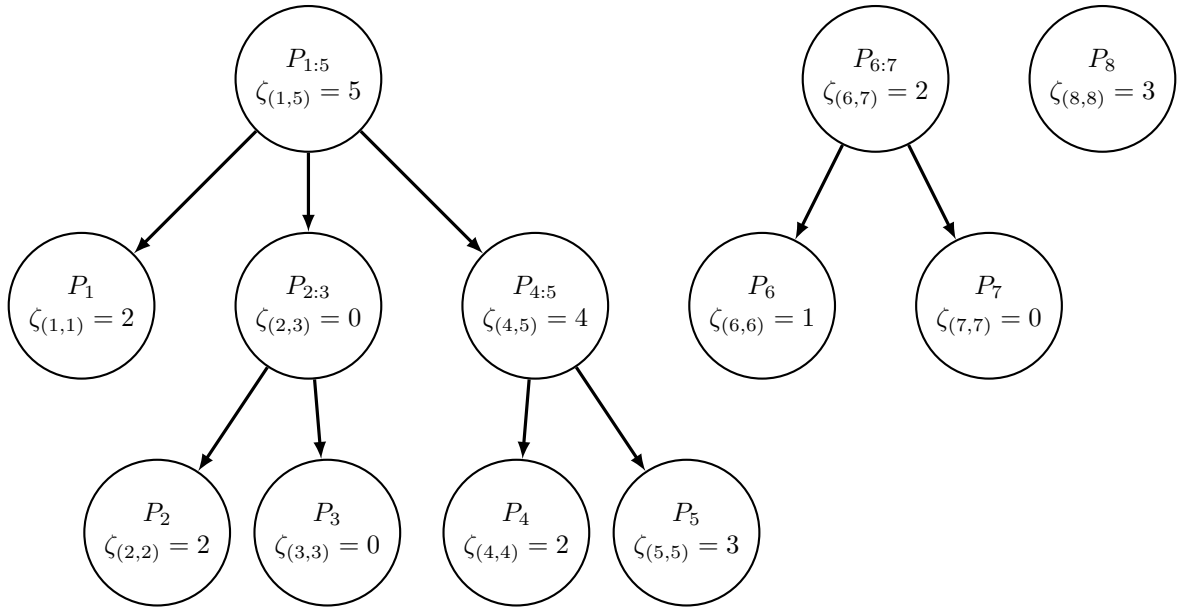 P_{1:5}
ζ_{(1,5)} = 5
P_{6:7}
ζ_{(6,7)} = 2
P_8
ζ_{(8,8)} = 3
P_1
ζ_{(1,1)} = 2
P_{2:3}
ζ_{(2,3)} = 0
P_{4:5}
ζ_{(4,5)} = 4
P_6
ζ_{(6,6)} = 1
P_7
ζ_{(7,7)} = 0
P_2
ζ_{(2,2)} = 2
P_3
ζ_{(3,3)} = 0
P_4
ζ_{(4,4)} = 2
P_5
ζ_{(5,5)} = 3